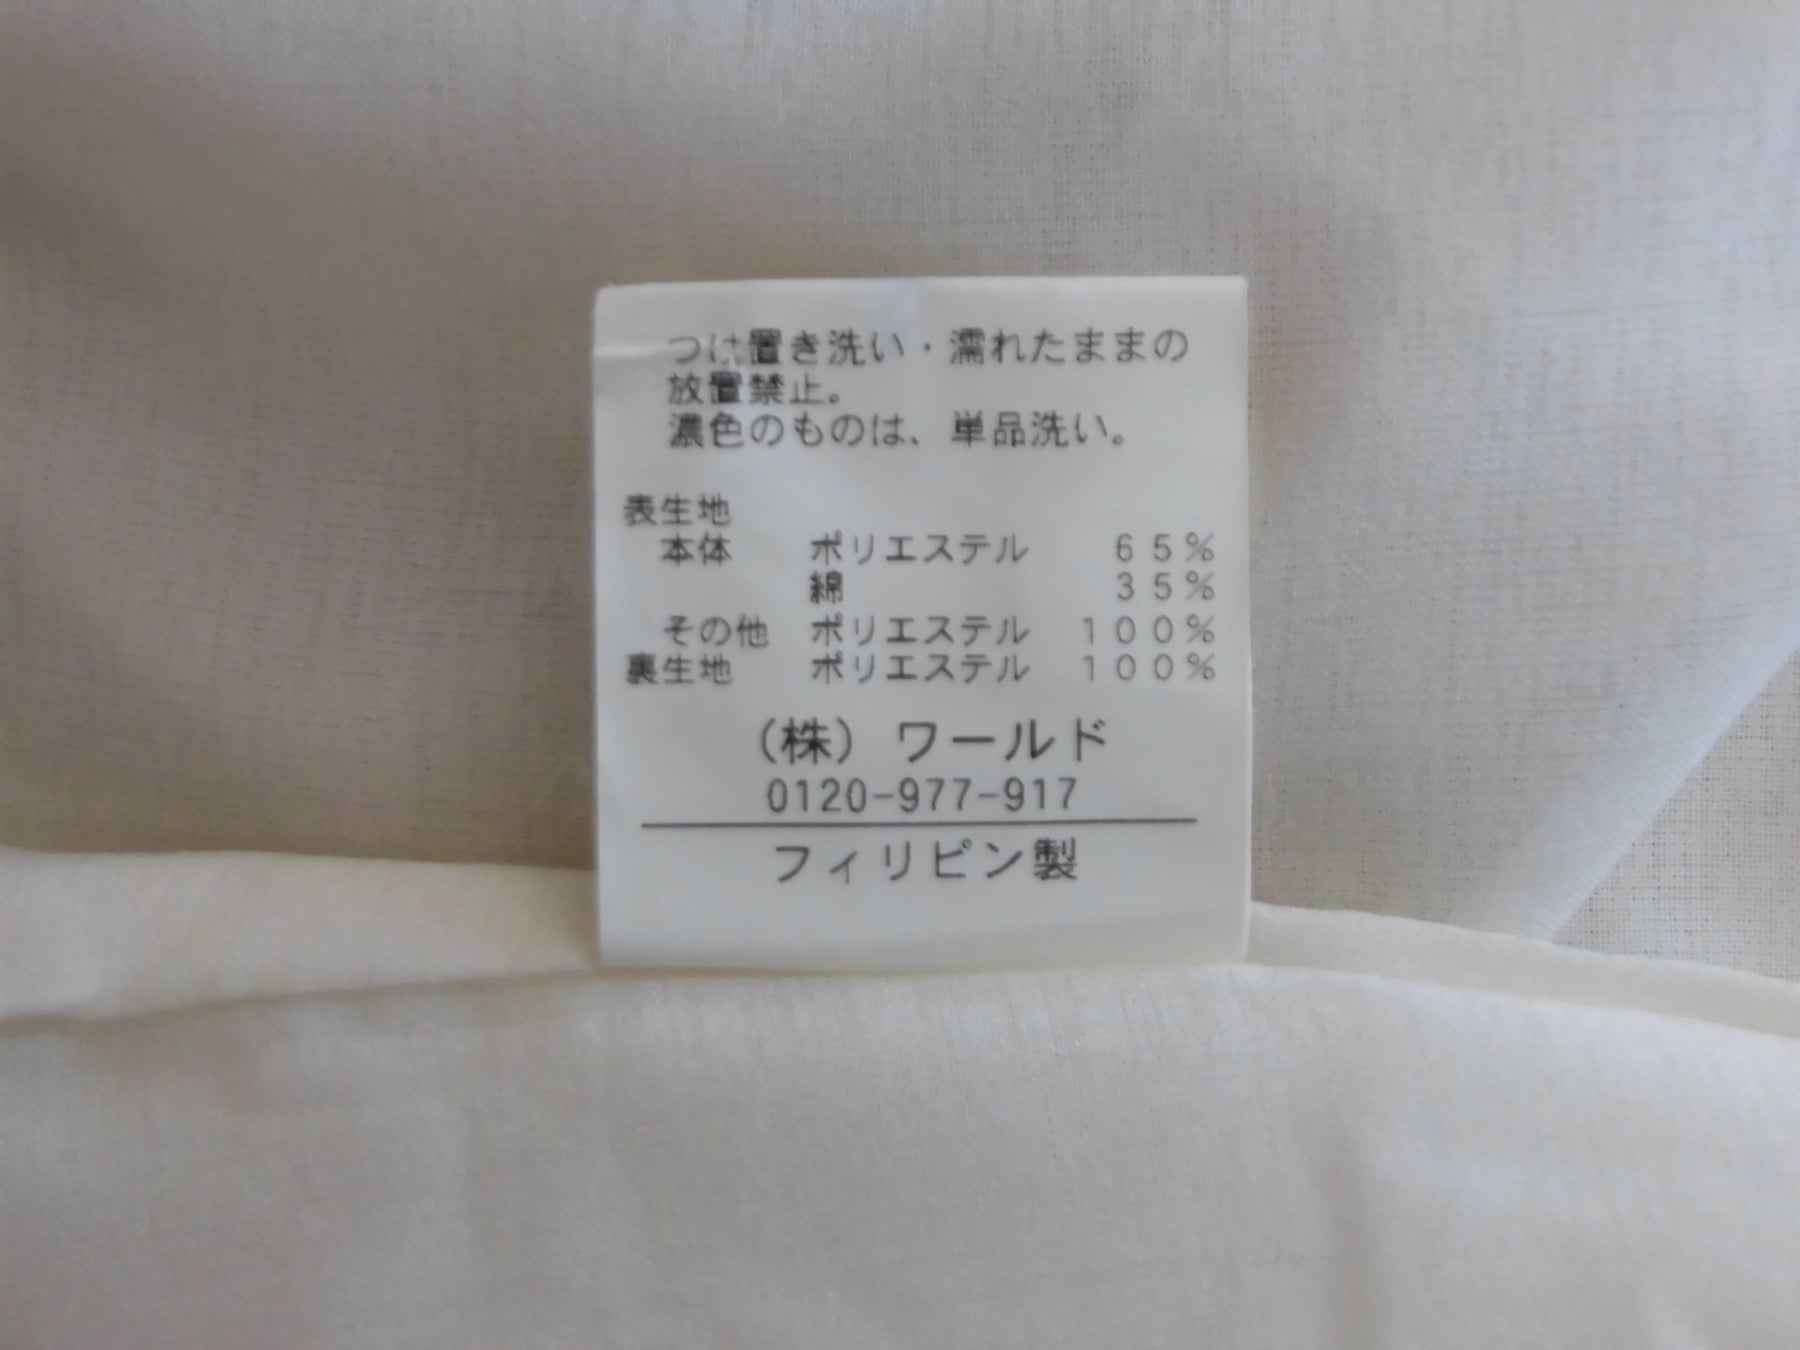 つけ置き洗い・濡れたままの
放置禁止。
濃色のものは、単品洗い。
表生地
本体 ポリエステル 65%
綿 35%
その他 ポリエステル 100%
裏生地 ポリエステル 100%
(株) ワールド
0120-977-917
フィリピン製